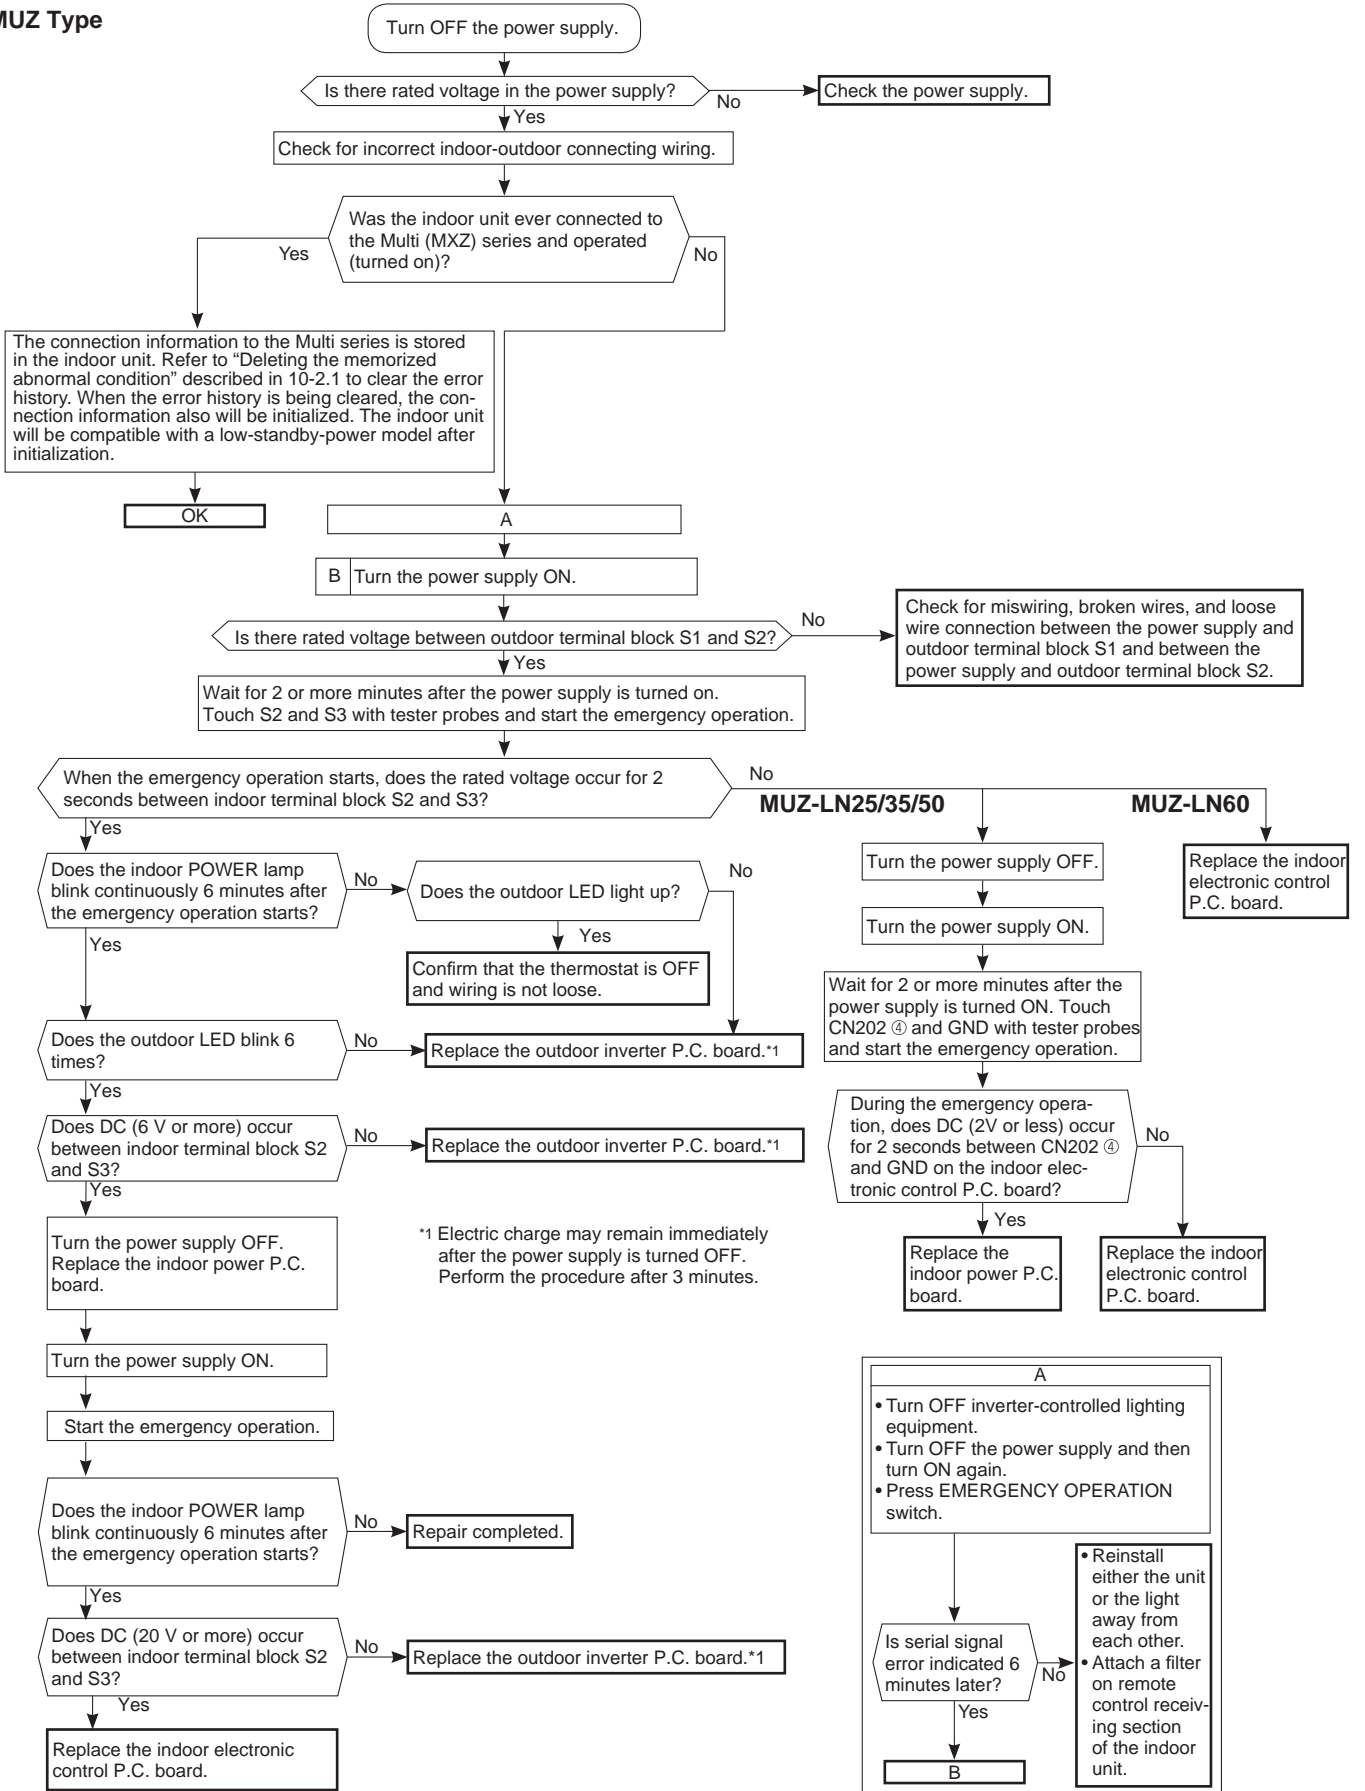 MUZ Type
Turn OFF the power supply.
Is there rated voltage in the power supply?
No
Check the power supply.
Yes
Check for incorrect indoor-outdoor connecting wiring.
Was the indoor unit ever connected to
the Multi (MXZ) series and operated
(turned on)?
Yes
No
The connection information to the Multi series is stored
in the indoor unit. Refer to “Deleting the memorized
abnormal condition” described in 10-2.1 to clear the error
history. When the error history is being cleared, the con-
nection information also will be initialized. The indoor unit
will be compatible with a low-standby-power model after
initialization.
OK
A
B
Turn the power supply ON.
Is there rated voltage between outdoor terminal block S1 and S2?
No
Check for miswiring, broken wires, and loose
wire connection between the power supply and
outdoor terminal block S1 and between the
power supply and outdoor terminal block S2.
Yes
Wait for 2 or more minutes after the power supply is turned on.
Touch S2 and S3 with tester probes and start the emergency operation.
When the emergency operation starts, does the rated voltage occur for 2
seconds between indoor terminal block S2 and S3?
No
MUZ-LN25/35/50
MUZ-LN60
Yes
Does the indoor POWER lamp
blink continuously 6 minutes after
the emergency operation starts?
No
Does the outdoor LED light up?
No
Yes
Confirm that the thermostat is OFF
and wiring is not loose.
Yes
Does the outdoor LED blink 6
times?
No
Replace the outdoor inverter P.C. board.*1
Yes
Does DC (6 V or more) occur
between indoor terminal block S2
and S3?
No
Replace the outdoor inverter P.C. board.*1
Yes
Turn the power supply OFF.
Replace the indoor power P.C.
board.
*1 Electric charge may remain immediately
after the power supply is turned OFF.
Perform the procedure after 3 minutes.
Turn the power supply ON.
Start the emergency operation.
Does the indoor POWER lamp
blink continuously 6 minutes after
the emergency operation starts?
No
Repair completed.
Yes
Does DC (20 V or more) occur
between indoor terminal block S2
and S3?
No
Replace the outdoor inverter P.C. board.*1
Yes
Replace the indoor electronic
control P.C. board.
Turn the power supply OFF.
Turn the power supply ON.
Wait for 2 or more minutes after the
power supply is turned ON. Touch
CN202 ④ and GND with tester probes
and start the emergency operation.
During the emergency opera-
tion, does DC (2V or less) occur
for 2 seconds between CN202 ④
and GND on the indoor elec-
tronic control P.C. board?
No
Yes
Replace the
indoor power P.C.
board.
Replace the indoor
electronic control
P.C. board.
Replace the indoor
electronic control
P.C. board.
A
• Turn OFF inverter-controlled lighting
equipment.
• Turn OFF the power supply and then
turn ON again.
• Press EMERGENCY OPERATION
switch.
Is serial signal
error indicated 6
minutes later?
No
• Reinstall
either the unit
or the light
away from
each other.
• Attach a filter
on remote
control receiv-
ing section
of the indoor
unit.
Yes
B